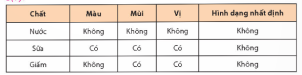 Chất Màu Mùi Vị Hình dạng nhất định
Nước Không Không Không Không
Sữa Có Có Có Không
Giấm Không Có Có Không